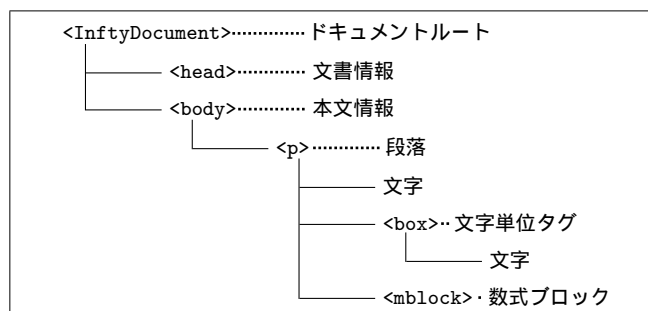 <InftyDocument>·············· ドキュメントルート
<head>············· 文書情報
<body>············· 本文情報
<p>············· 段落
文字
<box>·· 文字単位タグ
文字
<mblock>· 数式ブロック